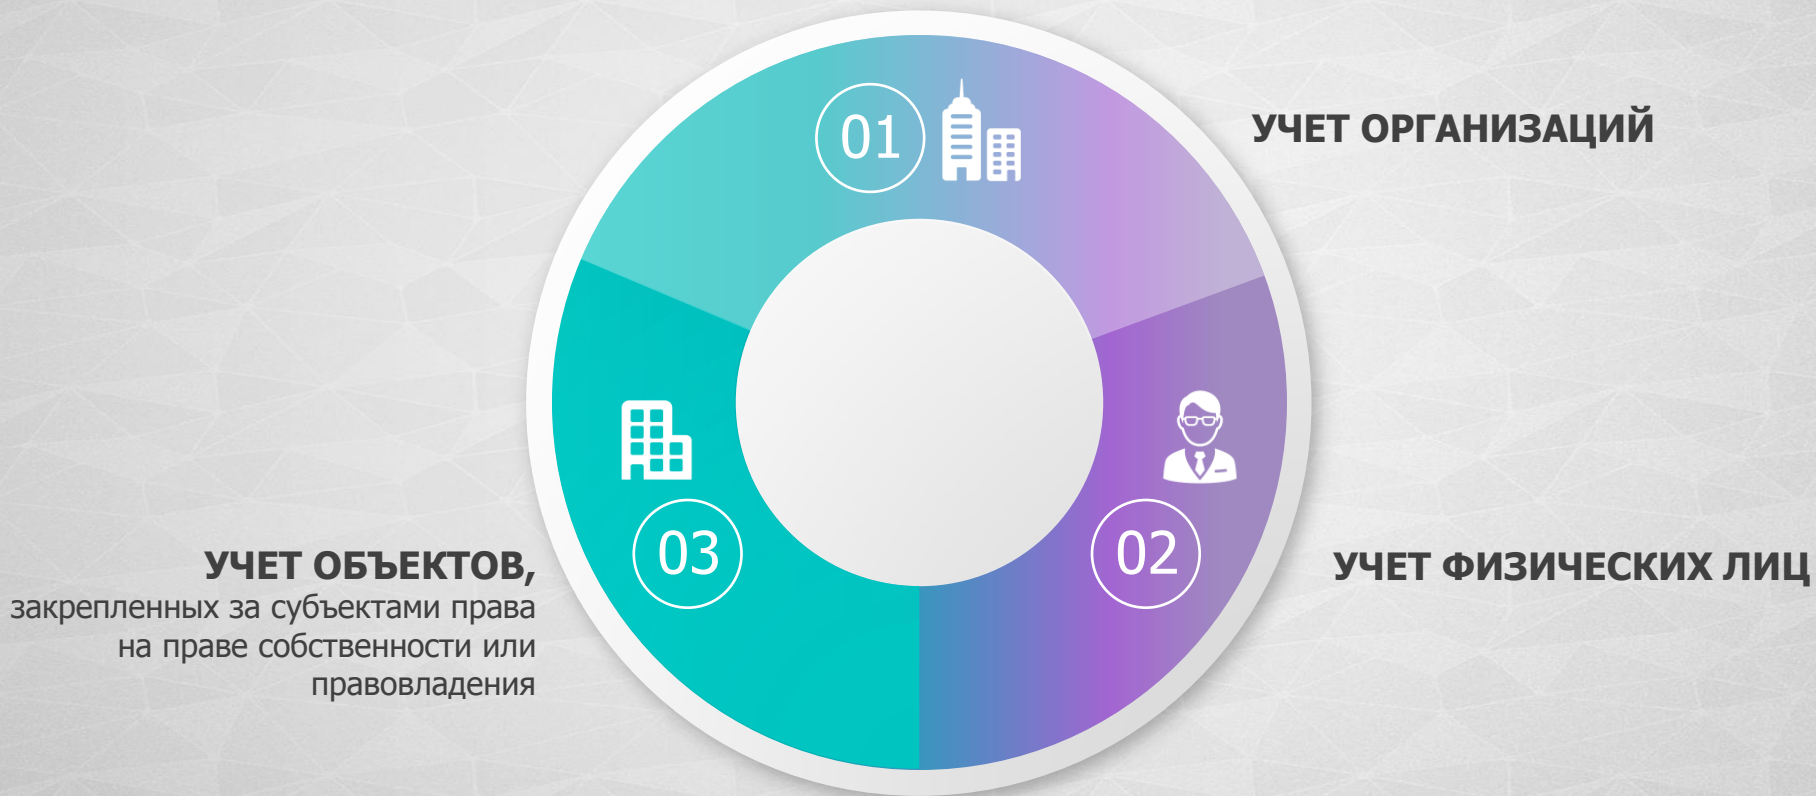 01
УЧЕТ ОРГАНИЗАЦИЙ
02
УЧЕТ ФИЗИЧЕСКИХ ЛИЦ
03
УЧЕТ ОБЪЕКТОВ,
закрепленных за субъектами права
на праве собственности или
правовладения